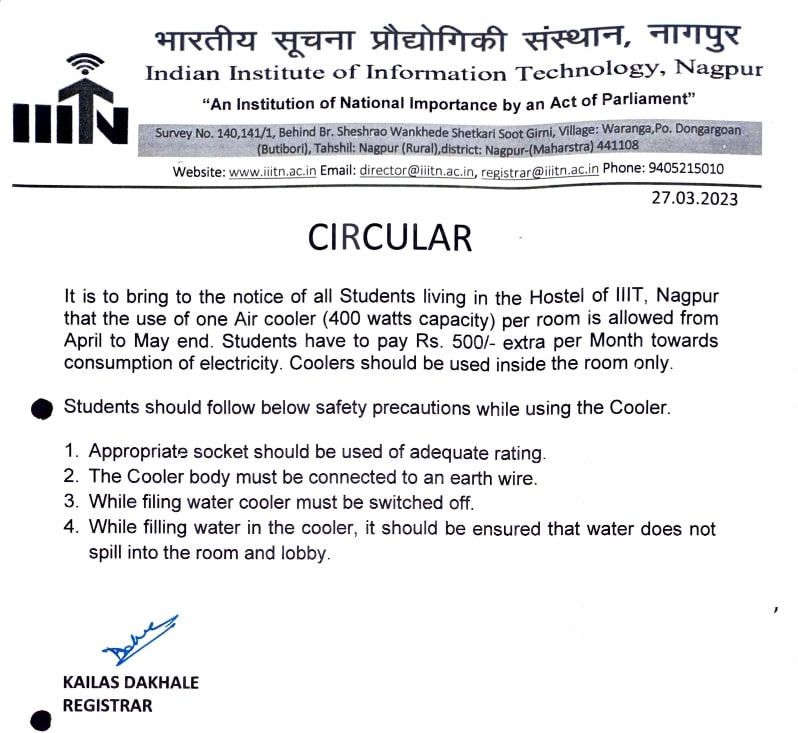 भारतीय सूचना प्रौद्योगिकी संस्थान, नागपुर
IIITN
Indian Institute of Information Technology, Nagpur
“An Institution of National Importance by an Act of Parliament”
Survey No. 140,141/1, Behind Br. Sheshrao Wankhede Shetkari Soot Girni, Village: Waranga,Po. Dongargoan
(Butibori), Tahshil: Nagpur (Rural),district: Nagpur-(Maharstra) 441108
Website: www.iiitn.ac.in Email: director@iiitn.ac.in, registrar@iiitn.ac.in Phone: 9405215010
27.03.2023
CIRCULAR
It is to bring to the notice of all Students living in the Hostel of IIIT, Nagpur
that the use of one Air cooler (400 watts capacity) per room is allowed from
April to May end. Students have to pay Rs. 500/- extra per Month towards
consumption of electricity. Coolers should be used inside the room only.
Students should follow below safety precautions while using the Cooler.
1. Appropriate socket should be used of adequate rating.
2. The Cooler body must be connected to an earth wire.
3. While filing water cooler must be switched off.
4. While filling water in the cooler, it should be ensured that water does not
spill into the room and lobby.
KAILAS DAKHALE
REGISTRAR